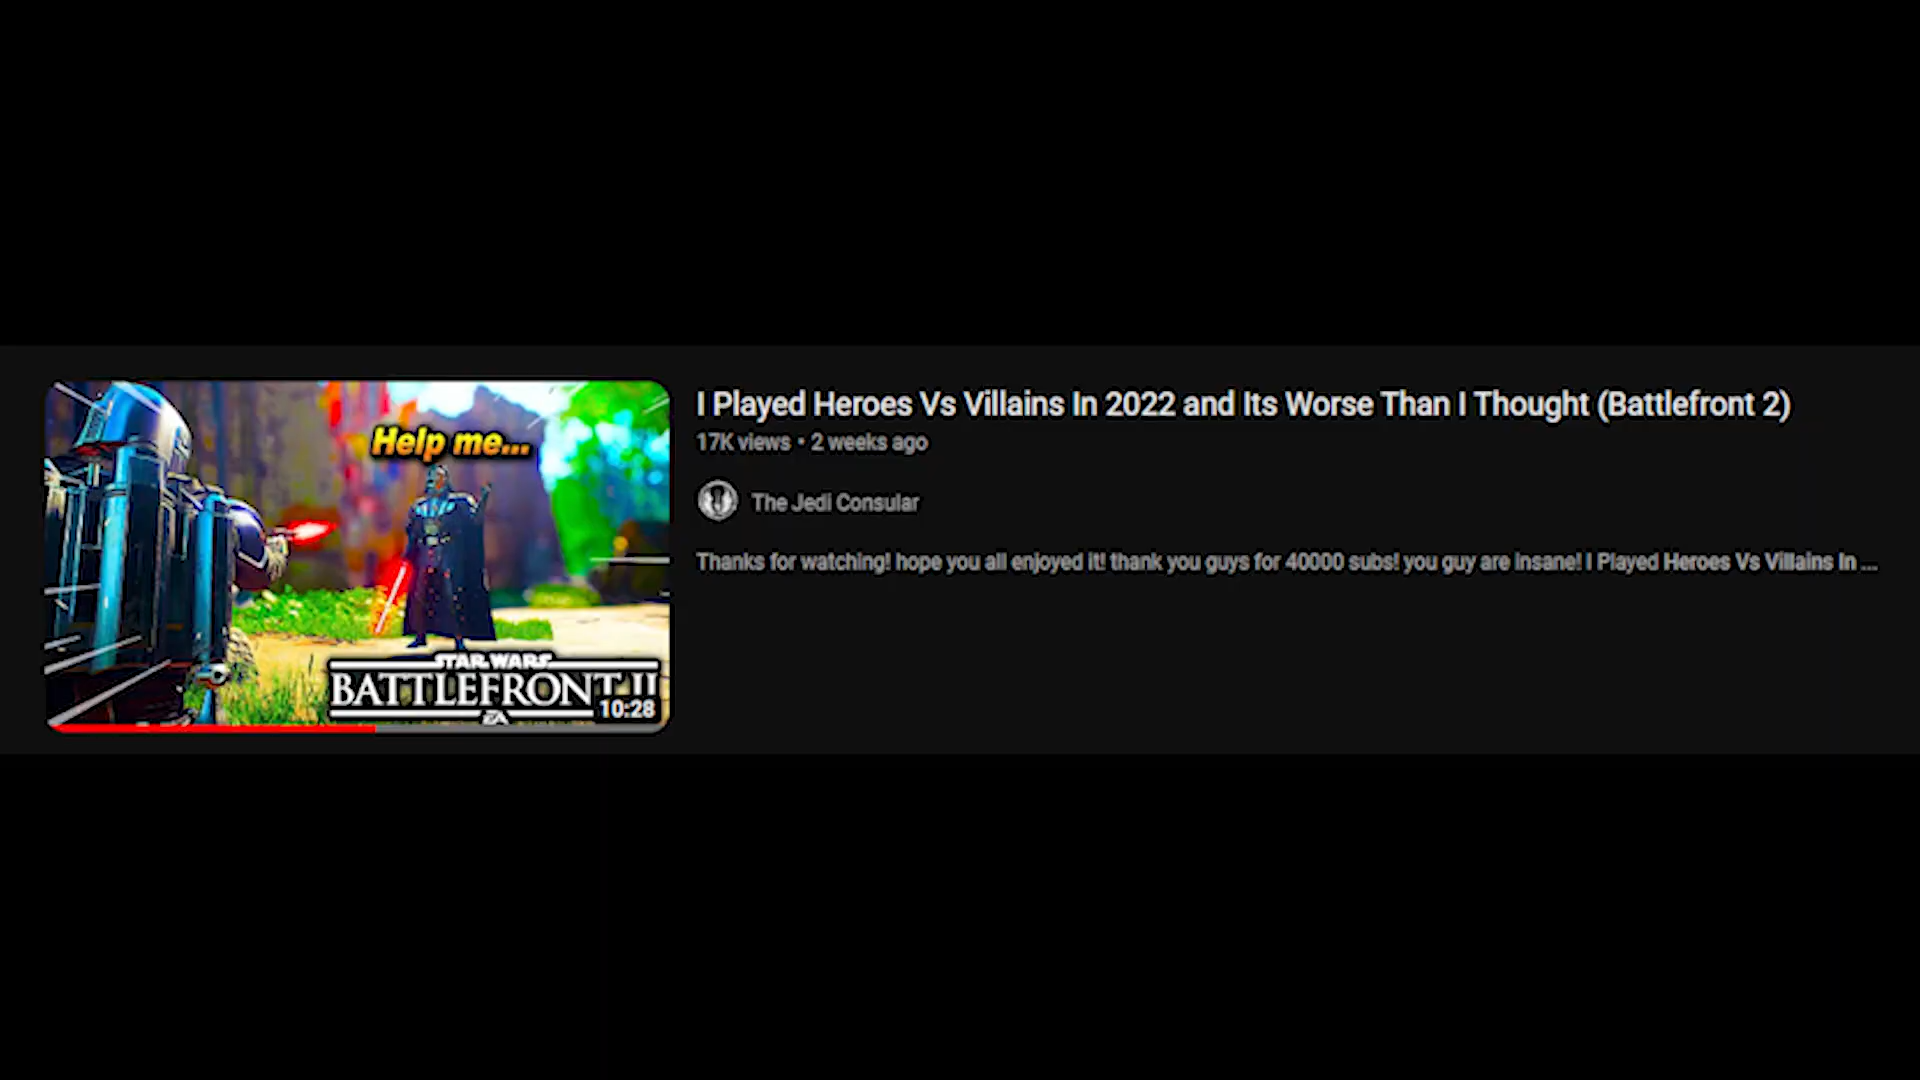 Help me...
STAR WARS
BATTLEFRONT II
EA
10:28
I Played Heroes Vs Villains In 2022 and Its Worse Than I Thought (Battlefront 2)
17K views • 2 weeks ago
The Jedi Consular
Thanks for watching! hope you all enjoyed it! thank you guys for 40000 subs! you guy are insane! I Played Heroes Vs Villains In ...